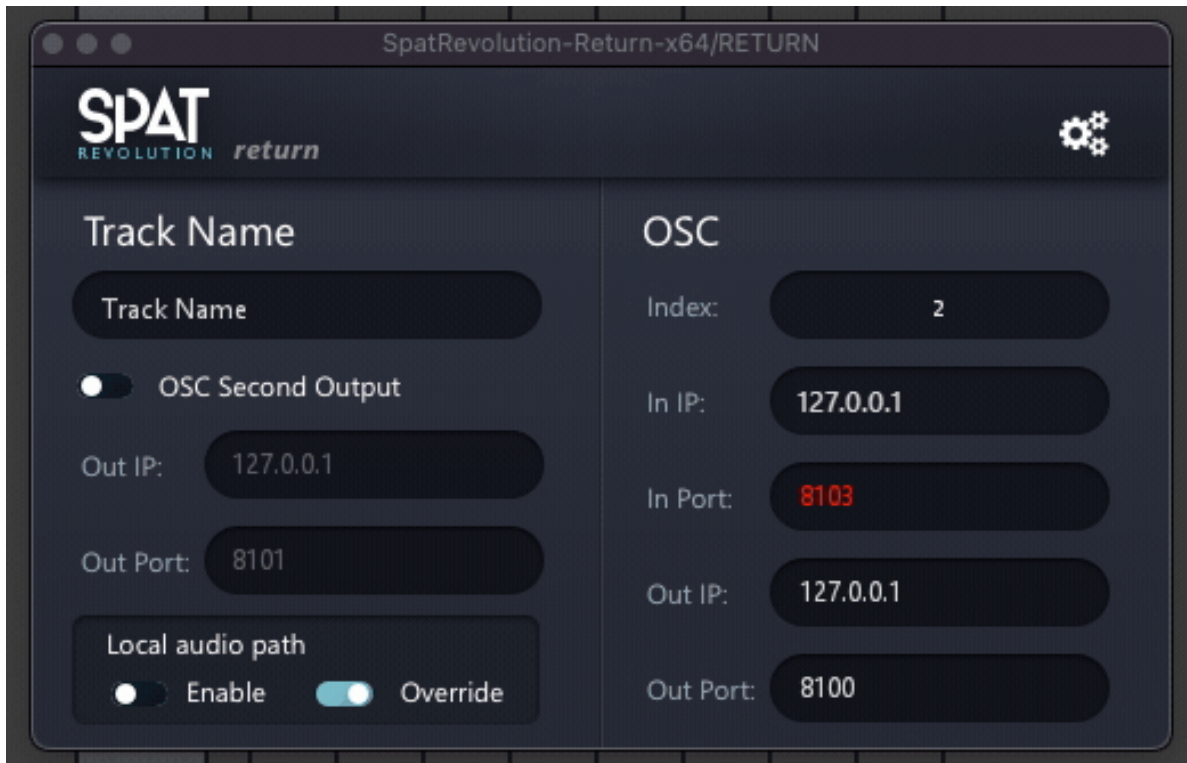 SpatRevolution-Return-x64/RETURN
SPAT
REVOLUTION return
Track Name
Track Name
OSC Second Output
Out IP: 127.0.0.1
Out Port: 8101
Local audio path
Enable Override
OSC
Index: 2
In IP: 127.0.0.1
In Port: 8103
Out IP: 127.0.0.1
Out Port: 8100